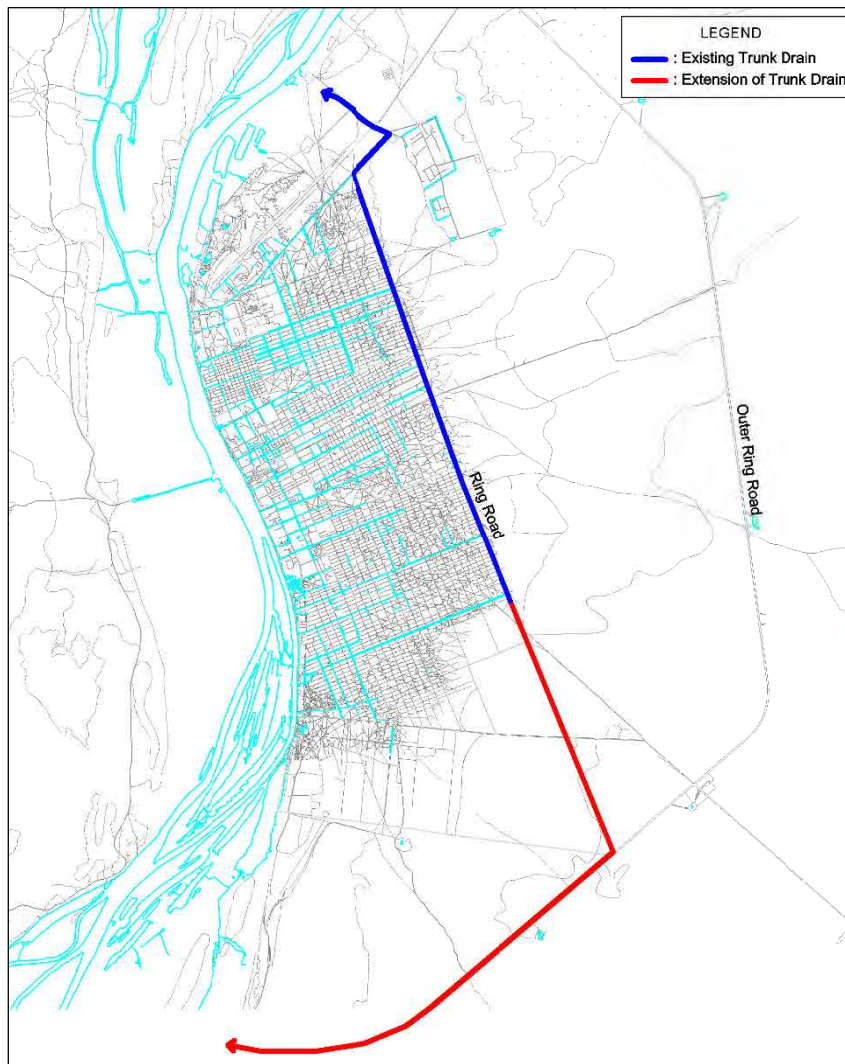 LEGEND
: Existing Trunk Drain
: Extension of Trunk Drain
Ring Road
Outer Ring Road